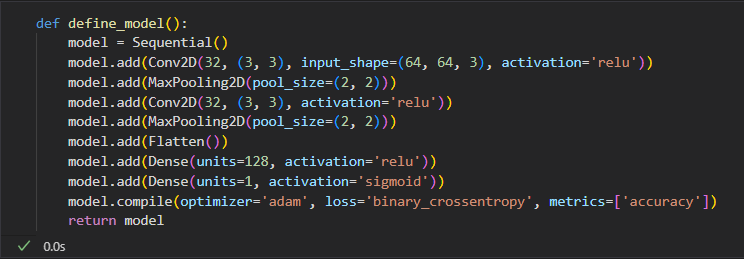 def define_model():
    model = Sequential()
    model.add(Conv2D(32, (3, 3), input_shape=(64, 64, 3), activation='relu'))
    model.add(MaxPooling2D(pool_size=(2, 2)))
    model.add(Conv2D(32, (3, 3), activation='relu'))
    model.add(MaxPooling2D(pool_size=(2, 2)))
    model.add(Flatten())
    model.add(Dense(units=128, activation='relu'))
    model.add(Dense(units=1, activation='sigmoid'))
    model.compile(optimizer='adam', loss='binary_crossentropy', metrics=['accuracy'])
    return model
✓ 0.0s